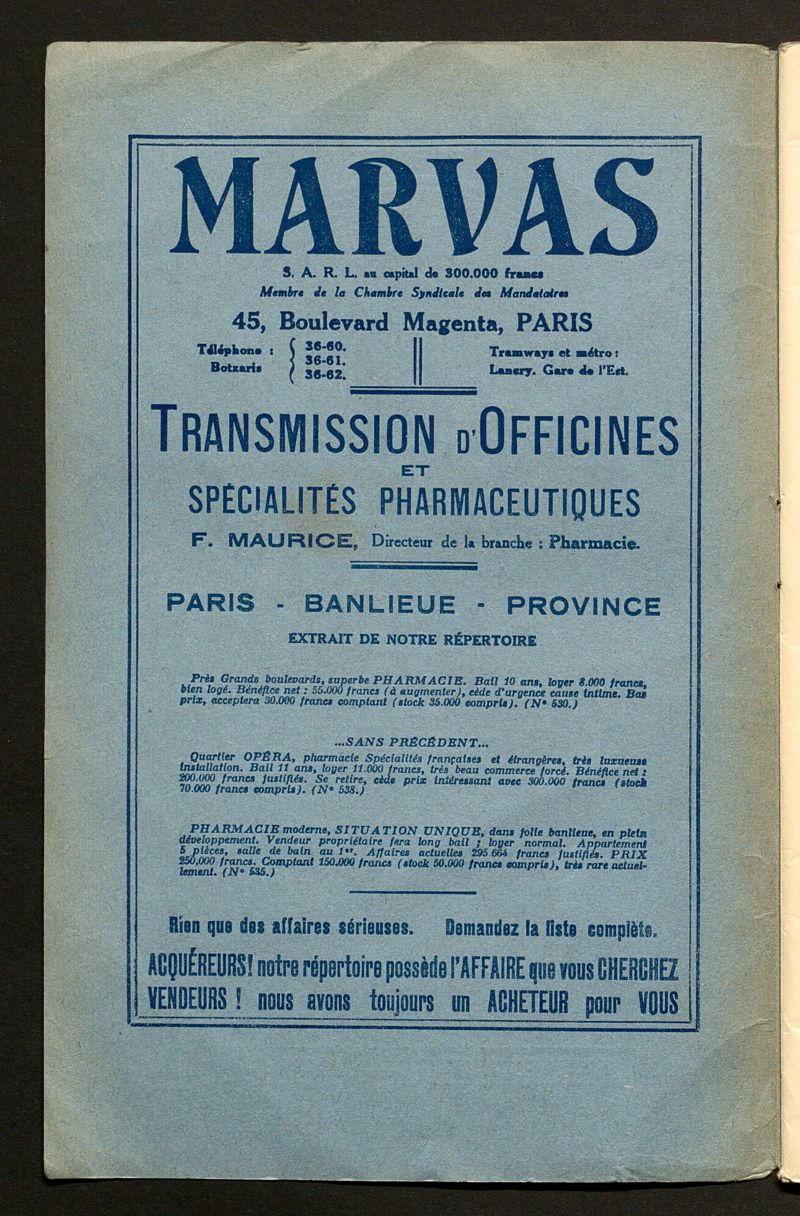 MARVAS
S. A. R. L. au capital de 300.000 francs
Membre de la Chambre Syndicale des Mandataires
45, Boulevard Magenta, PARIS
Téléphone : Botzaris { 36-60. 36-61. 36-62.
Tramways et métro :
Lancry. Gare de l'Est.
TRANSMISSION D'OFFICINES
ET
SPÉCIALITÉS PHARMACEUTIQUES
F. MAURICE, Directeur de la branche : Pharmacie.
PARIS - BANLIEUE - PROVINCE
EXTRAIT DE NOTRE RÉPERTOIRE
Près Grands boulevards, superbe PHARMACIE. Bail 10 ans, loyer 8.000 francs,
bien logé. Bénéfice net : 55.000 francs (à augmenter), cède d'urgence cause intime. Bas
prix, acceptera 30.000 francs comptant (stock 35.000 compris). (N° 530.)
...SANS PRÉCÉDENT...
Quartier OPÉRA, pharmacie Spécialités françaises et étrangères, très luxueuse
installation. Bail 11 ans, loyer 11.000 francs, très beau commerce forcé. Bénéfice net :
200.000 francs justifiés. Se retire, cède prix intéressant avec 300.000 francs (stock
70.000 francs compris). (N° 538.)
PHARMACIE moderne, SITUATION UNIQUE, dans jolie banlieue, en plein
développement. Vendeur propriétaire fera long bail ; loyer normal. Appartement
5 pièces, salle de bain au 1er. Affaires actuelles 295 664 francs justifiés. PRIX
250,000 francs. Comptant 150.000 francs (stock 50.000 francs compris), très rare actuel-
lement. (N° 535.)
Rien que des affaires sérieuses. Demandez la liste complète.
ACQUÉREURS! notre répertoire possède l'AFFAIRE que vous CHERCHEZ
VENDEURS ! nous avons toujours un ACHETEUR pour VOUS